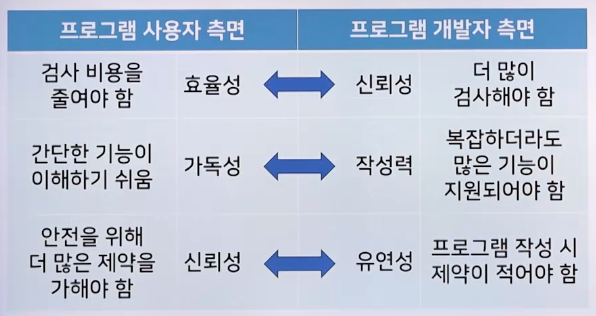 프로그램 사용자 측면
프로그램 개발자 측면
검사 비용을
줄여야 함
효율성
신뢰성
더 많이
검사해야 함
간단한 기능이
이해하기 쉬움
가독성
작성력
복잡하더라도
많은 기능이
지원되어야 함
안전을 위해
더 많은 제약을
가해야 함
신뢰성
유연성
프로그램 작성 시
제약이 적어야 함